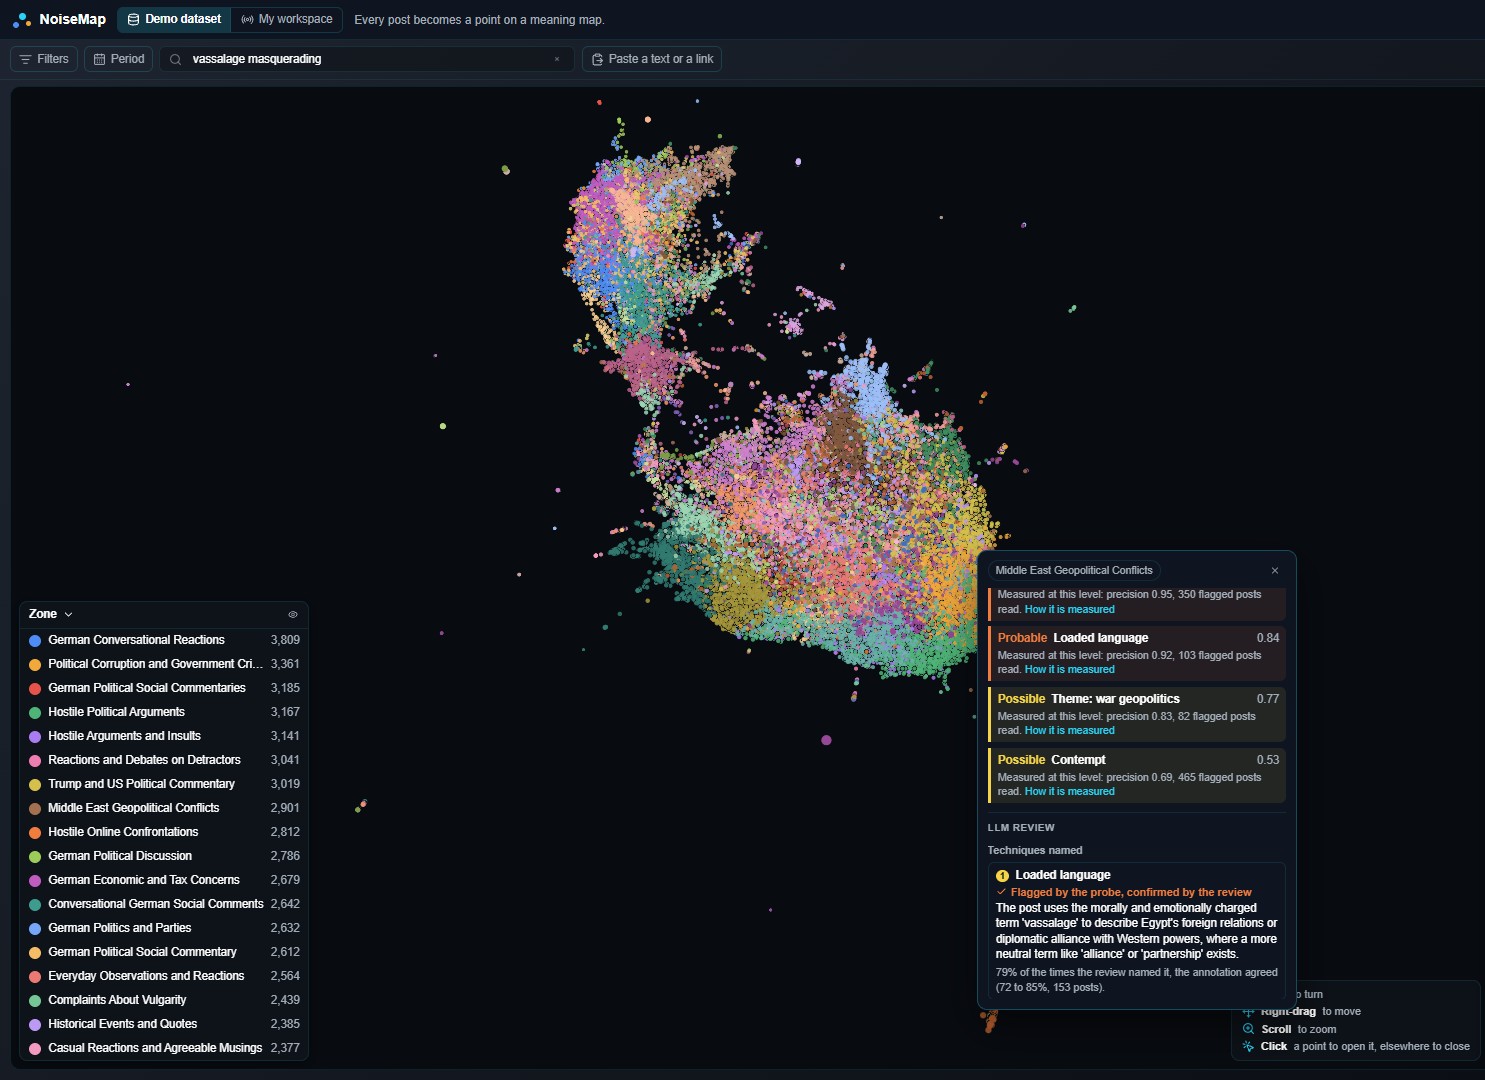 NoiseMap
Demo dataset
My workspace
Every post becomes a point on a meaning map.
Filters
Period
vassalage masquerading
×
Paste a text or a link
Zone
German Conversational Reactions 3,809
Political Corruption and Government Cri... 3,361
German Political Social Commentaries 3,185
Hostile Political Arguments 3,167
Hostile Arguments and Insults 3,141
Reactions and Debates on Detractors 3,041
Trump and US Political Commentary 3,019
Middle East Geopolitical Conflicts 2,901
Hostile Online Confrontations 2,812
German Political Discussion 2,786
German Economic and Tax Concerns 2,679
Conversational German Social Comments 2,642
German Politics and Parties 2,632
German Political Social Commentary 2,612
Everyday Observations and Reactions 2,564
Complaints About Vulgarity 2,439
Historical Events and Quotes 2,385
Casual Reactions and Agreeable Musings 2,377
Middle East Geopolitical Conflicts ×
Measured at this level: precision 0.95, 350 flagged posts
read. How it is measured
Probable Loaded language 0.84
Measured at this level: precision 0.92, 103 flagged posts
read. How it is measured
Possible Theme: war geopolitics 0.77
Measured at this level: precision 0.83, 82 flagged posts
read. How it is measured
Possible Contempt 0.53
Measured at this level: precision 0.69, 465 flagged posts
read. How it is measured
LLM REVIEW
Techniques named
1 Loaded language
✓ Flagged by the probe, confirmed by the review
The post uses the morally and emotionally charged
term 'vassalage' to describe Egypt's foreign relations or
diplomatic alliance with Western powers, where a more
neutral term like 'alliance' or 'partnership' exists.
79% of the times the review named it, the annotation agreed
(72 to 85%, 153 posts).
to turn
Right-drag to move
Scroll to zoom
Click a point to open it, elsewhere to close